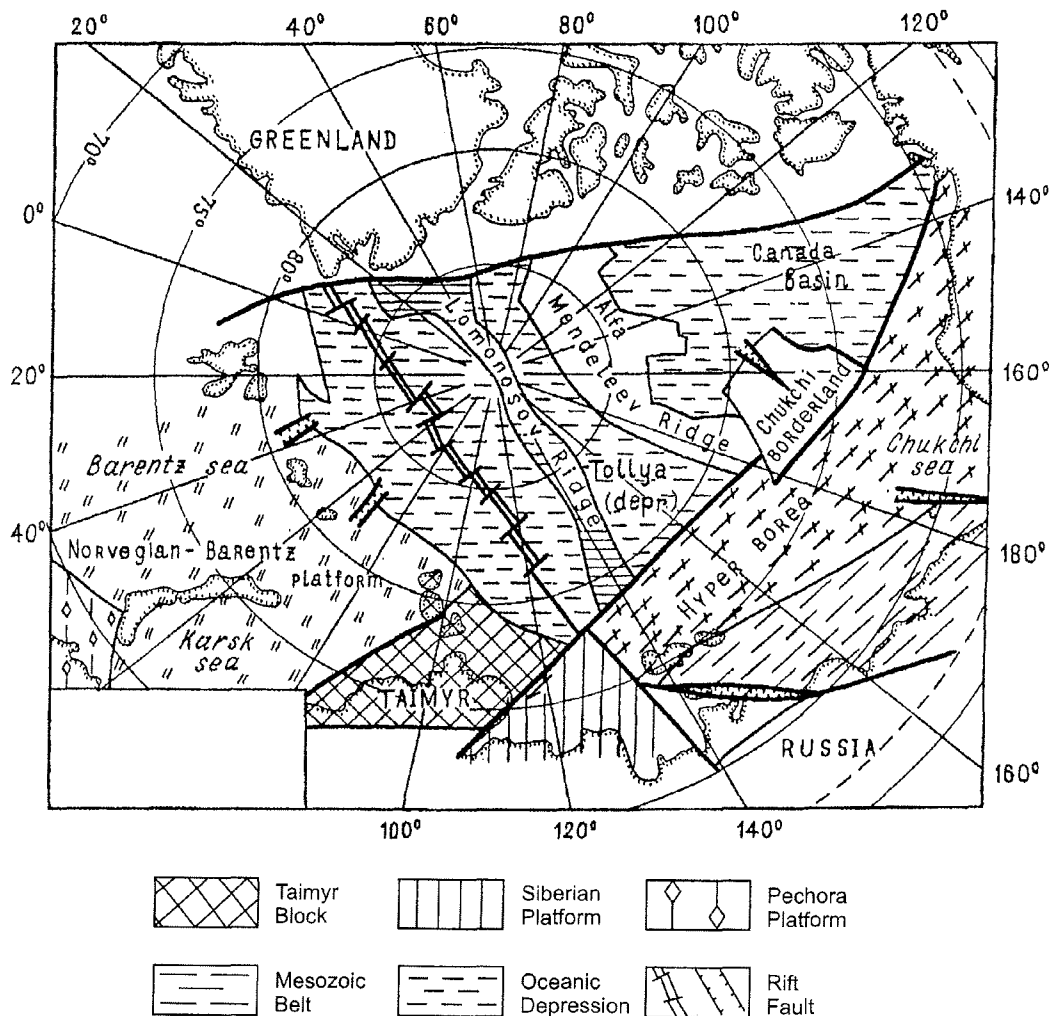 20° 40° 60° 80° 100° 120°
GREENLAND
70°
75°
80°
0°
140°
Canada
Basin
Lomonosov Ridge
Alfa
Mendeleev Ridge
20°
160°
Chukchi
BORDERLAND
Chukchi
sea
Barentz sea
Tollya
(depr.)
40°
180°
Norvegian-Barentz
platform
HYPER BOREA
Karsk
sea
TAIMYR
RUSSIA
160°
100° 120° 140°
Taimyr
Block
Siberian
Platform
Pechora
Platform
Mesozoic
Belt
Oceanic
Depression
Rift
Fault